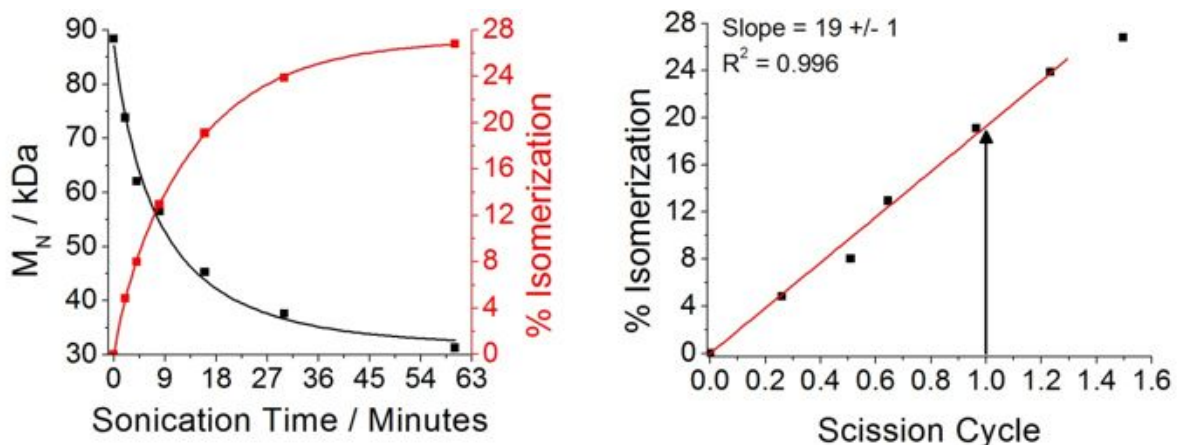 90
80
70
60
50
40
30
M_N / kDa
0 9 18 27 36 45 54 63
Sonication Time / Minutes
28
24
20
16
12
8
4
0
% Isomerization
Slope = 19 +/- 1
R² = 0.996
28
24
20
16
12
8
4
0
% Isomerization
0.0 0.2 0.4 0.6 0.8 1.0 1.2 1.4 1.6
Scission Cycle